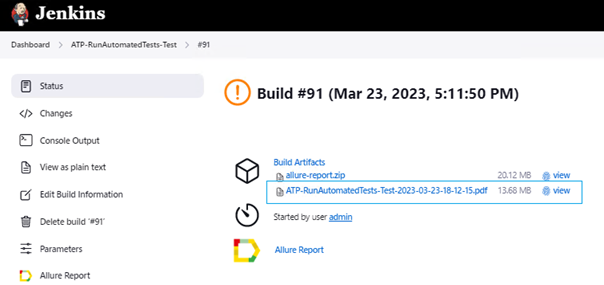 Jenkins
Dashboard > ATP-RunAutomatedTests-Test > #91
Status
Changes
Console Output
View as plain text
Edit Build Information
Delete build '#91'
Parameters
Allure Report
Build #91 (Mar 23, 2023, 5:11:50 PM)
Build Artifacts
allure-report.zip 20.12 MB view
ATP-RunAutomatedTests-Test-2023-03-23-18-12-15.pdf 13.68 MB view
Started by user admin
Allure Report